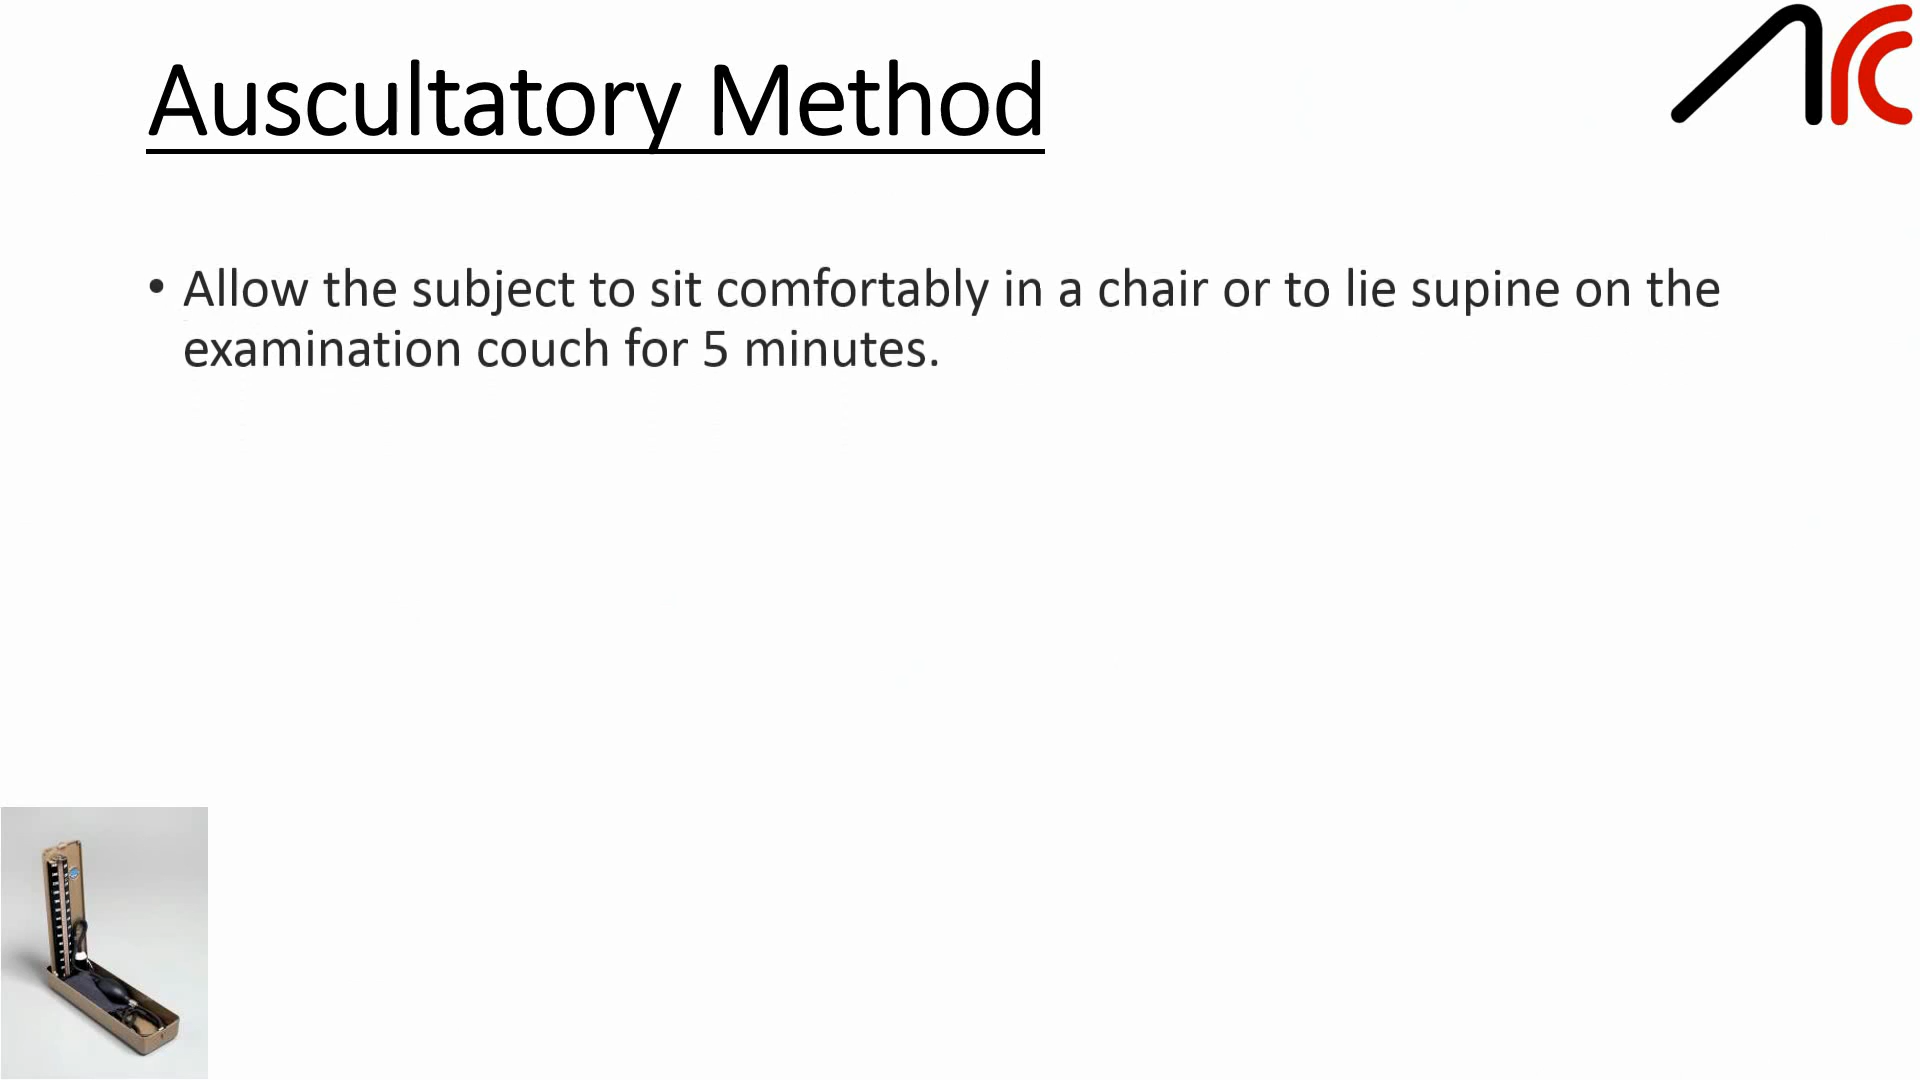 Auscultatory Method
• Allow the subject to sit comfortably in a chair or to lie supine on the
examination couch for 5 minutes.